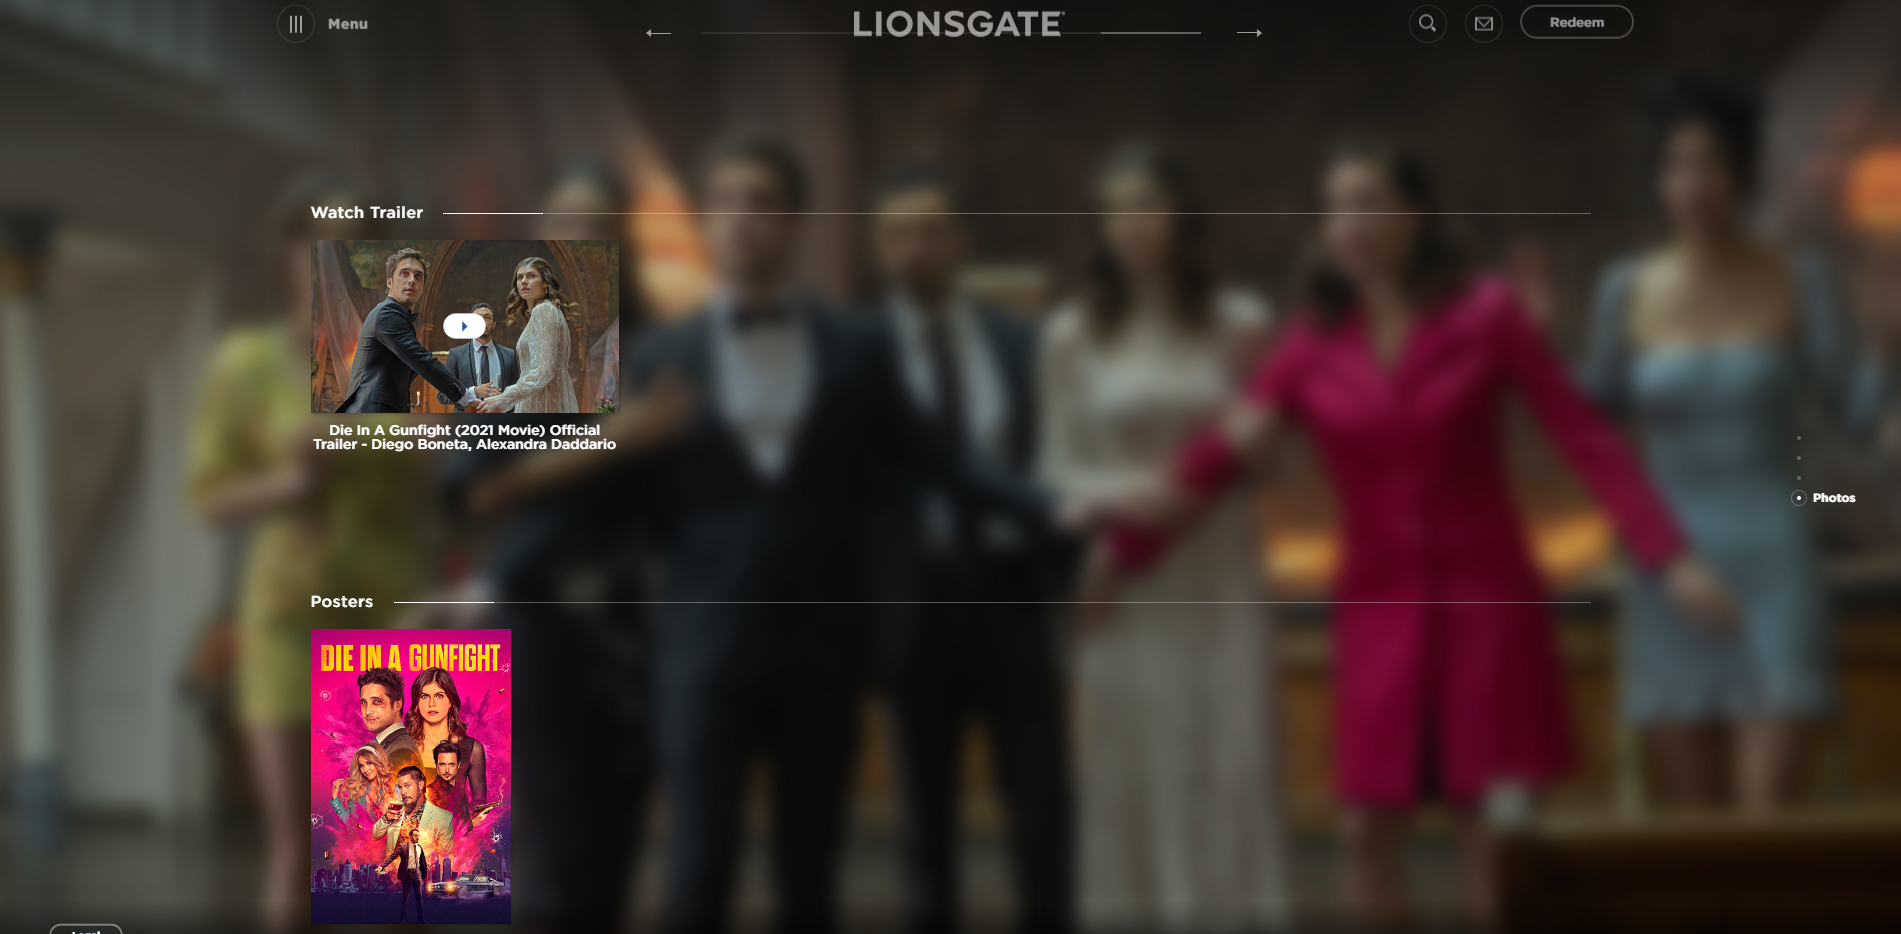 Menu
LIONSGATE
Redeem
Watch Trailer
Die In A Gunfight (2021 Movie) Official
Trailer - Diego Boneta, Alexandra Daddario
Photos
Posters
DIE IN A GUNFIGHT